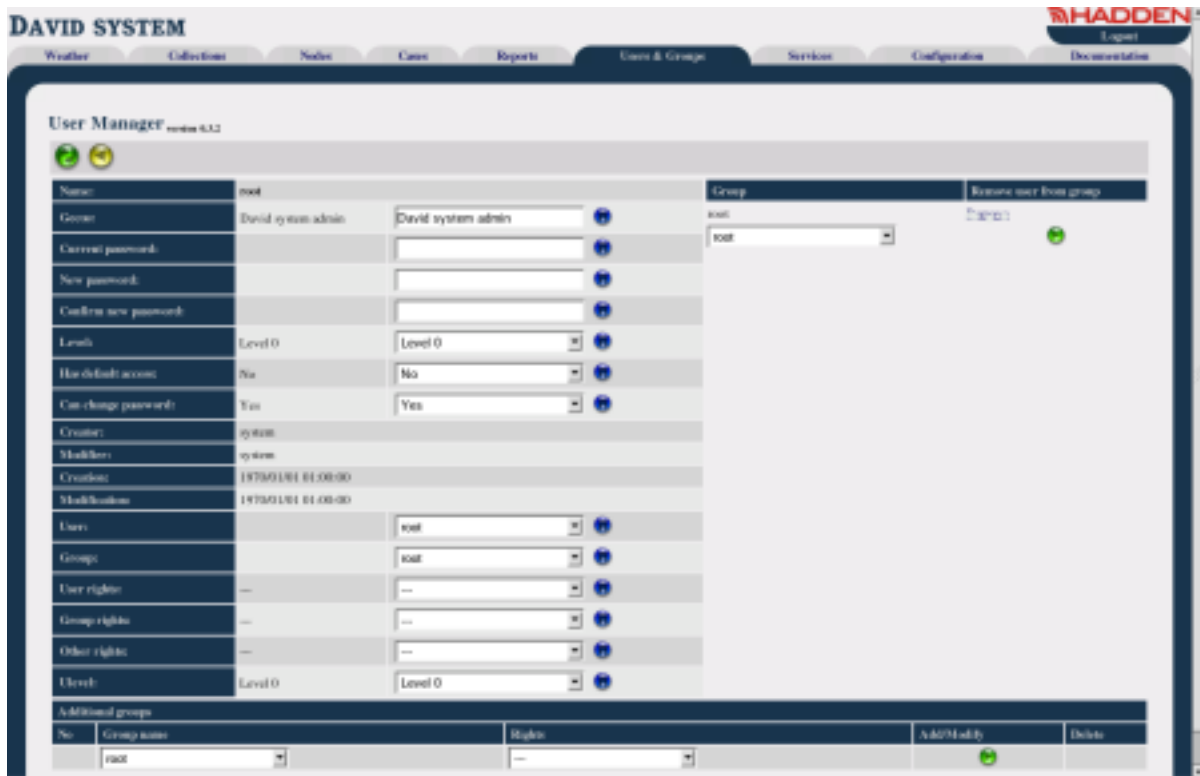 DAVID SYSTEM
HADDEN
Logout
Weather Collections Nodes Cases Reports Users & Groups Services Configuration Documentation
User Manager version 0.3.2
Name: root Group Remove user from group
Gecos: David system admin David system admin root
Current password: root
New password:
Confirm new password:
Level: Level 0 Level 0
Has default access: No No
Can change password: Yes Yes
Creator: system
Modifier: system
Creation: 1970/01/01 01:00:00
Modification: 1970/01/01 01:00:00
User: root
Group: root
User rights: --- ---
Group rights: --- ---
Other rights: --- ---
Ulevel: Level 0 Level 0
Additional groups
No Group name Rights Add/Modify Delete
root ---